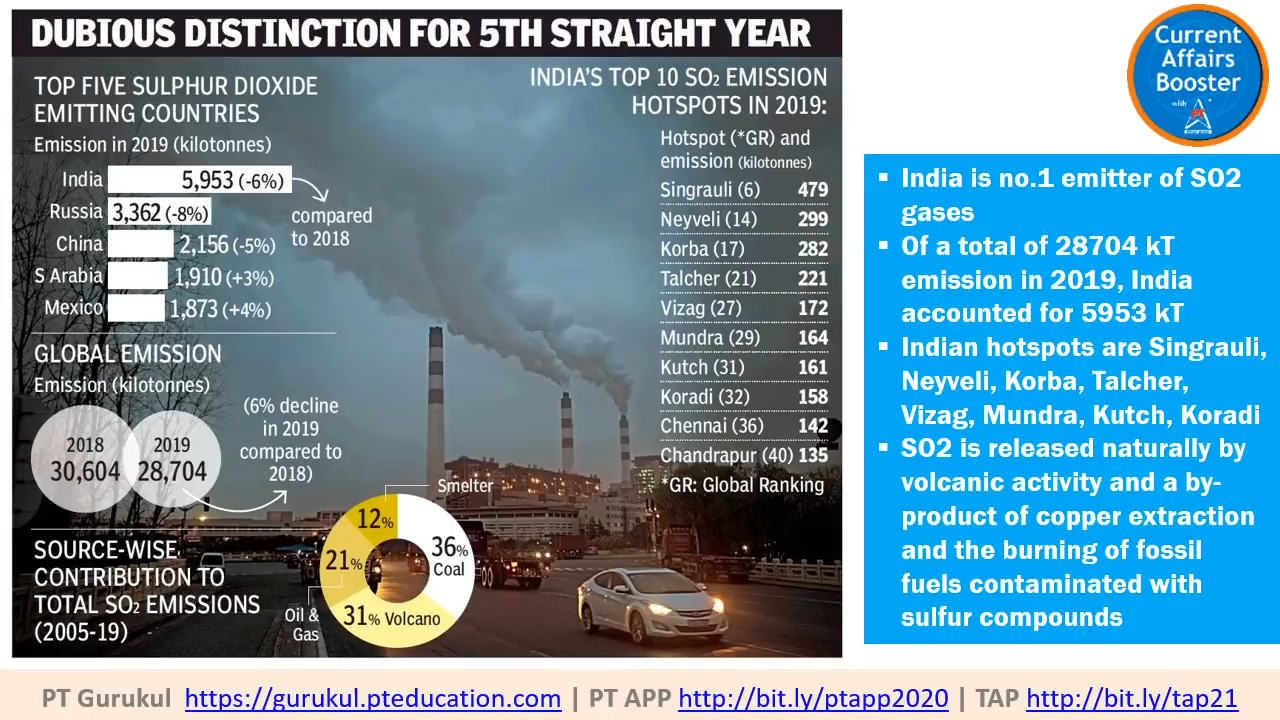 DUBIOUS DISTINCTION FOR 5TH STRAIGHT YEAR
TOP FIVE SULPHUR DIOXIDE
EMITTING COUNTRIES
Emission in 2019 (kilotonnes)
India 5,953 (-6%)
Russia 3,362 (-8%)
China 2,156 (-5%)
S Arabia 1,910 (+3%)
Mexico 1,873 (+4%)
compared
to 2018
GLOBAL EMISSION
Emission (kilotonnes)
2018
30,604
2019
28,704
(6% decline
in 2019
compared to
2018)
SOURCE-WISE
CONTRIBUTION TO
TOTAL SO₂ EMISSIONS
(2005-19)
Smelter
12%
36%
Coal
21%
Oil &
Gas
31% Volcano
INDIA'S TOP 10 SO₂ EMISSION
HOTSPOTS IN 2019:
Hotspot (*GR) and
emission (kilotonnes)
Singrauli (6) 479
Neyveli (14) 299
Korba (17) 282
Talcher (21) 221
Vizag (27) 172
Mundra (29) 164
Kutch (31) 161
Koradi (32) 158
Chennai (36) 142
Chandrapur (40) 135
*GR: Global Ranking
Current
Affairs
Booster
with PT
▪ India is no.1 emitter of SO2
gases
▪ Of a total of 28704 kT
emission in 2019, India
accounted for 5953 kT
▪ Indian hotspots are Singrauli,
Neyveli, Korba, Talcher,
Vizag, Mundra, Kutch, Koradi
▪ SO2 is released naturally by
volcanic activity and a by-
product of copper extraction
and the burning of fossil
fuels contaminated with
sulfur compounds
PT Gurukul https://gurukul.pteducation.com | PT APP http://bit.ly/ptapp2020 | TAP http://bit.ly/tap21